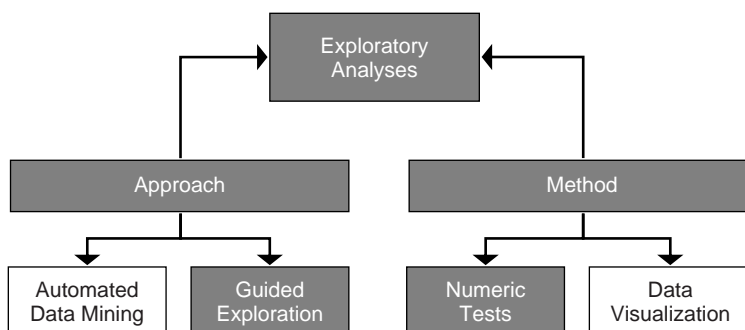 Exploratory
Analyses
Approach
Method
Automated
Data Mining
Guided
Exploration
Numeric
Tests
Data
Visualization